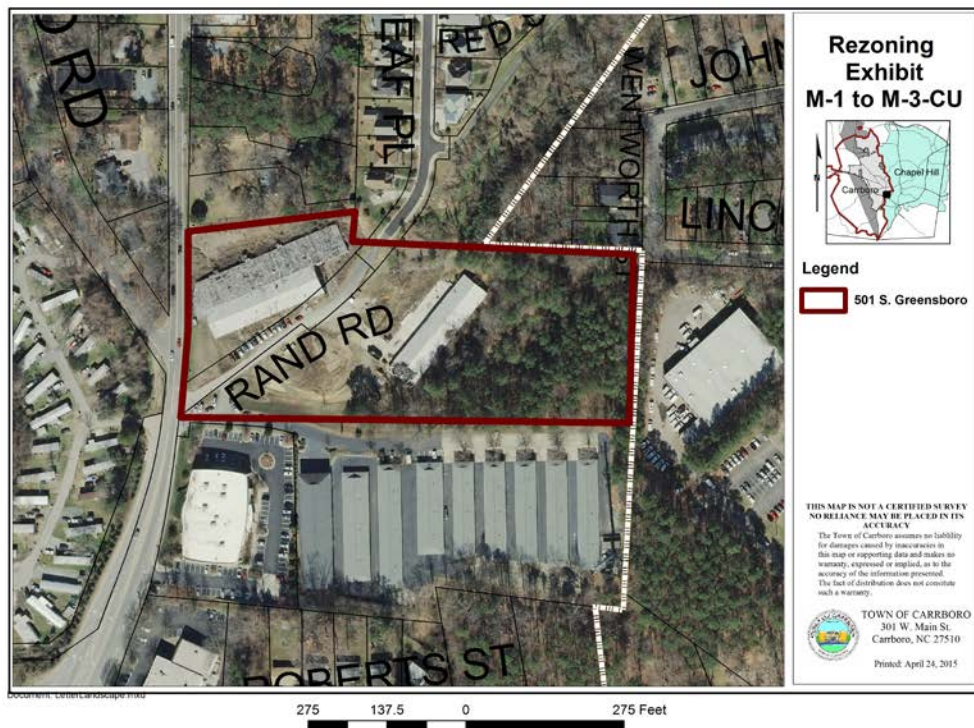 D RD
EAF PL
RED
WENTWORTH
JOHN
LINCO
RAND RD
ROBERTS ST
Rezoning
Exhibit
M-1 to M-3-CU
Chapel Hill
Carrboro
N
Legend
501 S. Greensboro
THIS MAP IS NOT A CERTIFIED SURVEY
NO RELIANCE MAY BE PLACED IN ITS
ACCURACY
The Town of Carrboro assumes no liability
for damages caused by inaccuracies in
this map or supporting data and makes no
warranty, expressed or implied, as to the
accuracy of the information presented.
The fact of distribution does not constitute
such a warranty.
TOWN OF CARRBORO
301 W. Main St.
Carrboro, NC 27510
Printed: April 24, 2015
Document: LetterLandscape.mxd
275 137.5 0 275 Feet